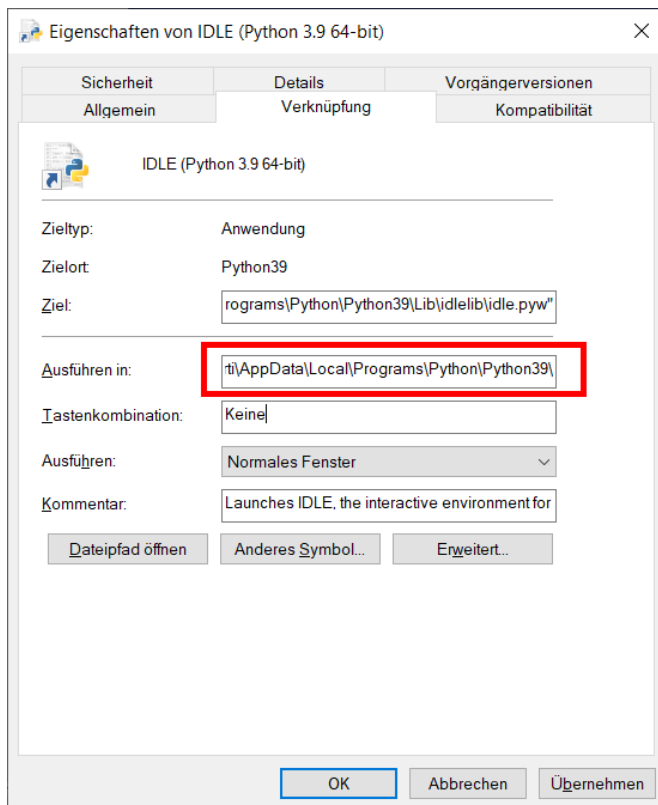 Eigenschaften von IDLE (Python 3.9 64-bit)
Sicherheit Details Vorgängerversionen
Allgemein Verknüpfung Kompatibilität
IDLE (Python 3.9 64-bit)
Zieltyp: Anwendung
Zielort: Python39
Ziel: rograms\Python\Python39\Lib\idlelib\idle.pyw"
Ausführen in: rti\AppData\Local\Programs\Python\Python39\
Tastenkombination: Keine
Ausführen: Normales Fenster
Kommentar: Launches IDLE, the interactive environment for
Dateipfad öffnen Anderes Symbol... Erweitert...
OK Abbrechen Übernehmen